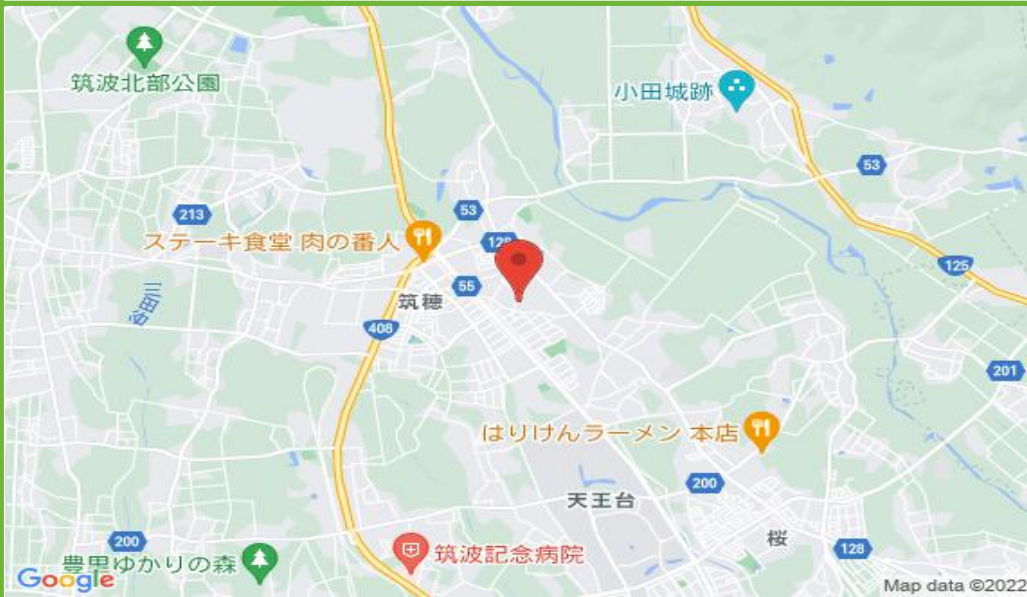 筑波北部公園
小田城跡
53
213
53
ステーキ食堂 肉の番人
128
125
55
筑穂
408
201
はりけんラーメン 本店
200
天王台
桜
200
128
筑波記念病院
豊里ゆかりの森
Google
Map data ©2022